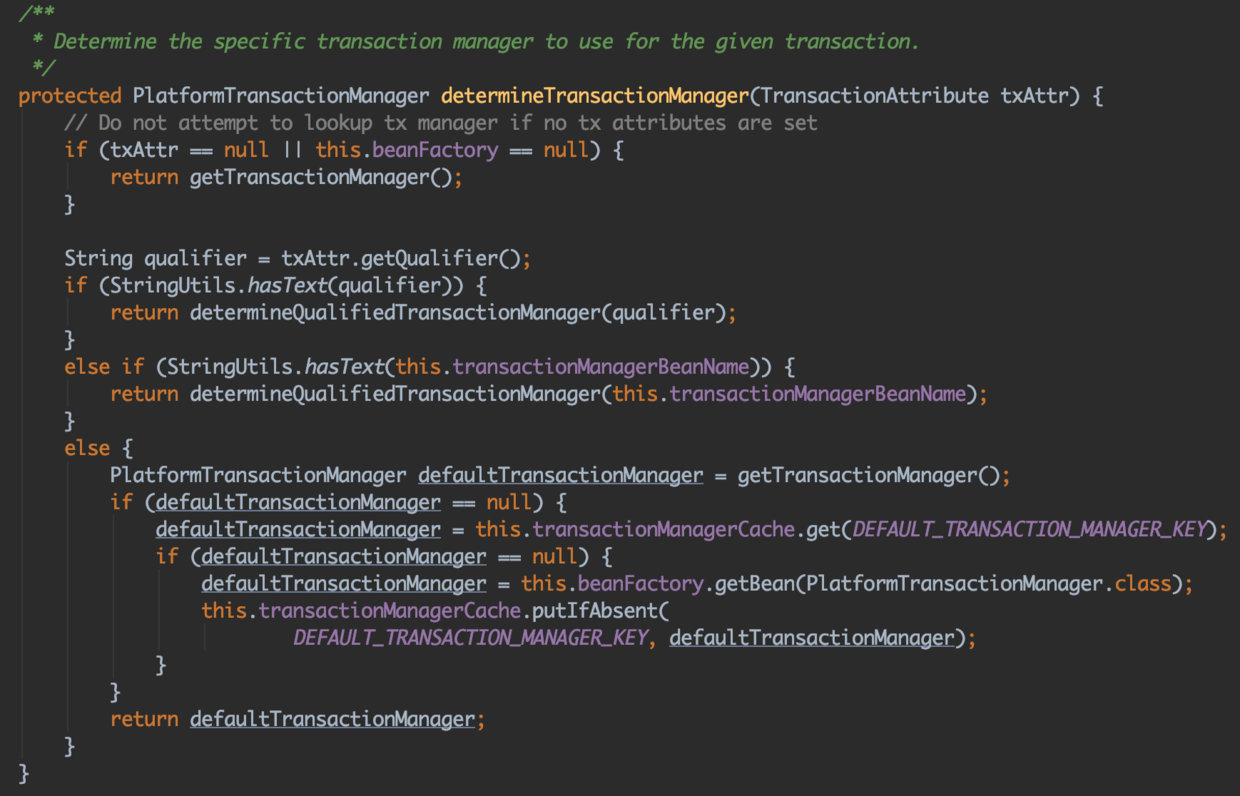 /**
 * Determine the specific transaction manager to use for the given transaction.
 */
protected PlatformTransactionManager determineTransactionManager(TransactionAttribute txAttr) {
    // Do not attempt to lookup tx manager if no tx attributes are set
    if (txAttr == null || this.beanFactory == null) {
        return getTransactionManager();
    }

    String qualifier = txAttr.getQualifier();
    if (StringUtils.hasText(qualifier)) {
        return determineQualifiedTransactionManager(qualifier);
    }
    else if (StringUtils.hasText(this.transactionManagerBeanName)) {
        return determineQualifiedTransactionManager(this.transactionManagerBeanName);
    }
    else {
        PlatformTransactionManager defaultTransactionManager = getTransactionManager();
        if (defaultTransactionManager == null) {
            defaultTransactionManager = this.transactionManagerCache.get(DEFAULT_TRANSACTION_MANAGER_KEY);
            if (defaultTransactionManager == null) {
                defaultTransactionManager = this.beanFactory.getBean(PlatformTransactionManager.class);
                this.transactionManagerCache.putIfAbsent(
                        DEFAULT_TRANSACTION_MANAGER_KEY, defaultTransactionManager);
            }
        }
        return defaultTransactionManager;
    }
}